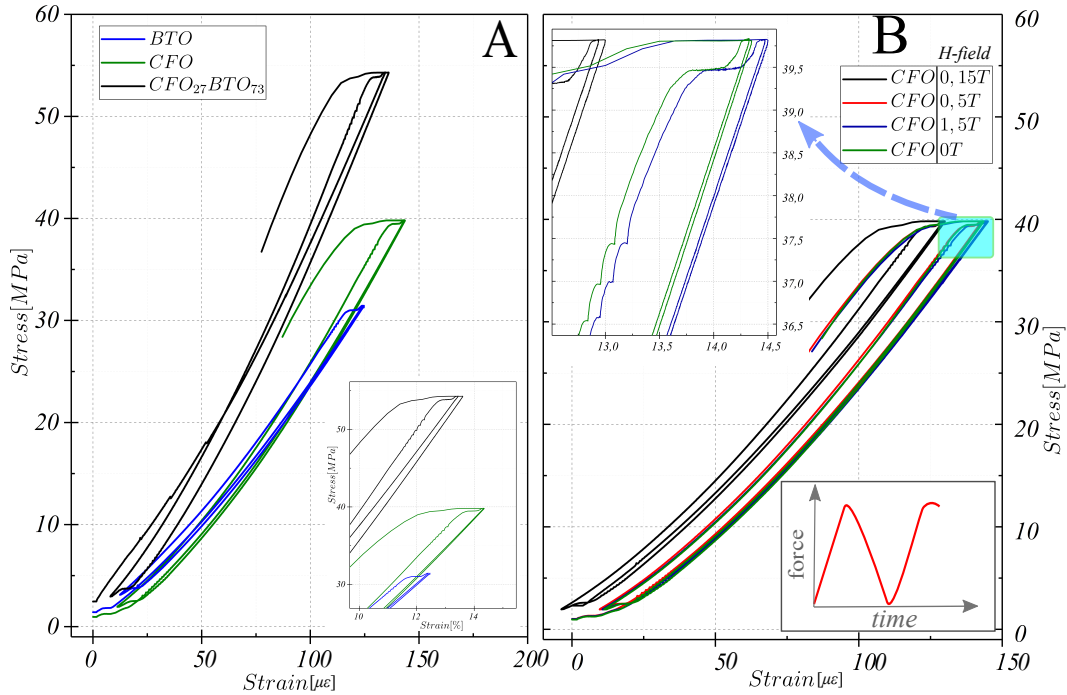 A
BTO
CFO
CFO27BTO73
60
50
40
30
20
10
0
Stress[MPa]
0
50
100
150
200
Strain[με]
50
40
30
Stress[MPa]
10
12
14
Strain[%]
B
H-field
CFO 0, 15T
CFO 0, 5T
CFO 1, 5T
CFO 0T
39,5
39,0
38,5
38,0
37,5
37,0
36,5
13,0
13,5
14,0
14,5
60
50
40
30
20
10
0
Stress[MPa]
force
time
0
50
100
150
Strain[με]